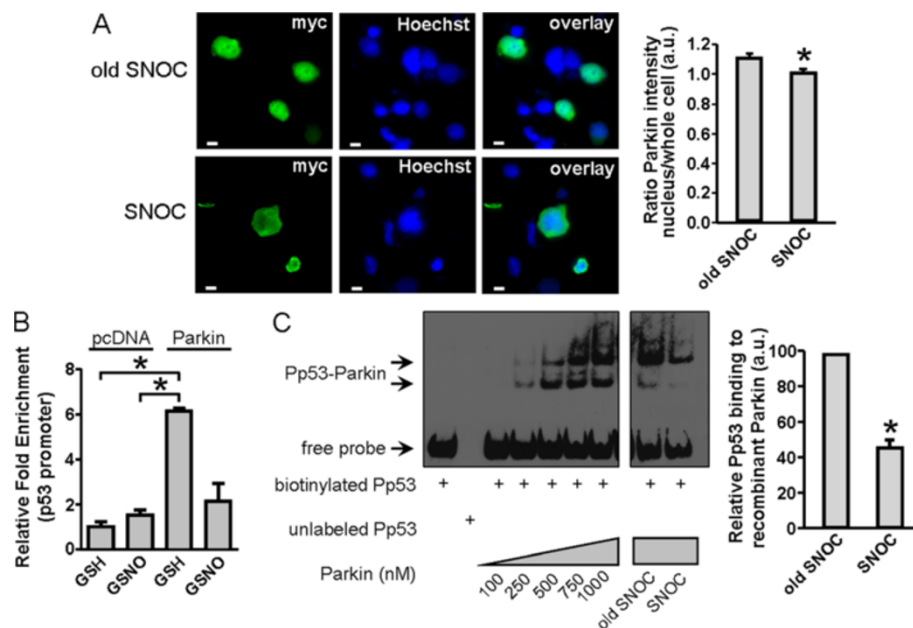 A
myc
Hoechst
overlay
old SNOC
myc
Hoechst
overlay
SNOC
Ratio Parkin intensity
nucleus/whole cell (a.u.)
1.2
1.0
0.8
0.6
0.4
0.2
0.0
*
old SNOC
SNOC
B
pcDNA
Parkin
Relative Fold Enrichment
(p53 promoter)
8
6
4
2
0
*
*
GSH
GSNO
GSH
GSNO
C
Pp53-Parkin
free probe
biotinylated Pp53
+ + + + + + + +
unlabeled Pp53
+
Parkin (nM)
100
250
500
750
1000
old SNOC
SNOC
Relative Pp53 binding to
recombinant Parkin (a.u.)
100
80
60
40
20
0
*
old SNOC
SNOC